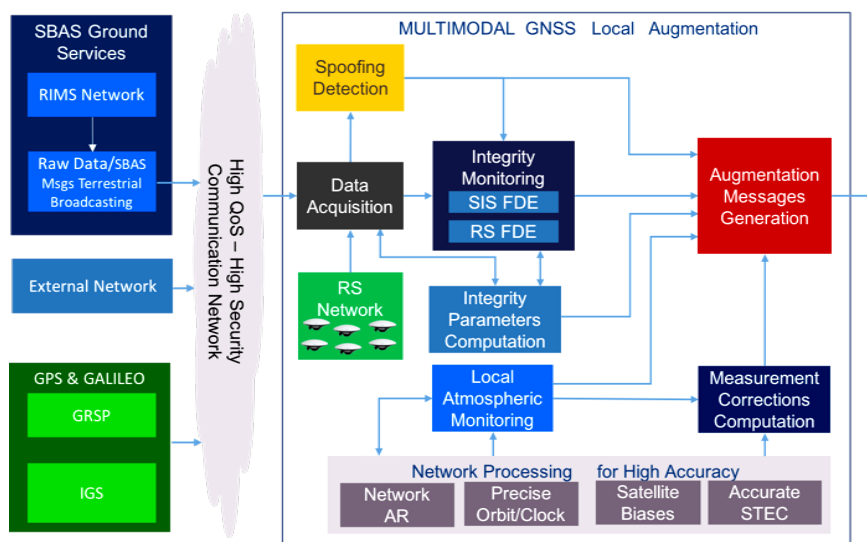 SBAS Ground
Services
RIMS Network
Raw Data/SBAS
Msgs Terrestrial
Broadcasting
External Network
GPS & GALILEO
GRSP
IGS
High QoS – High Security
Communication Network
MULTIMODAL GNSS Local Augmentation
Spoofing
Detection
Data
Acquisition
RS
Network
Integrity
Monitoring
SIS FDE
RS FDE
Integrity
Parameters
Computation
Local
Atmospheric
Monitoring
Augmentation
Messages
Generation
Measurement
Corrections
Computation
Network Processing for High Accuracy
Network
AR
Precise
Orbit/Clock
Satellite
Biases
Accurate
STEC